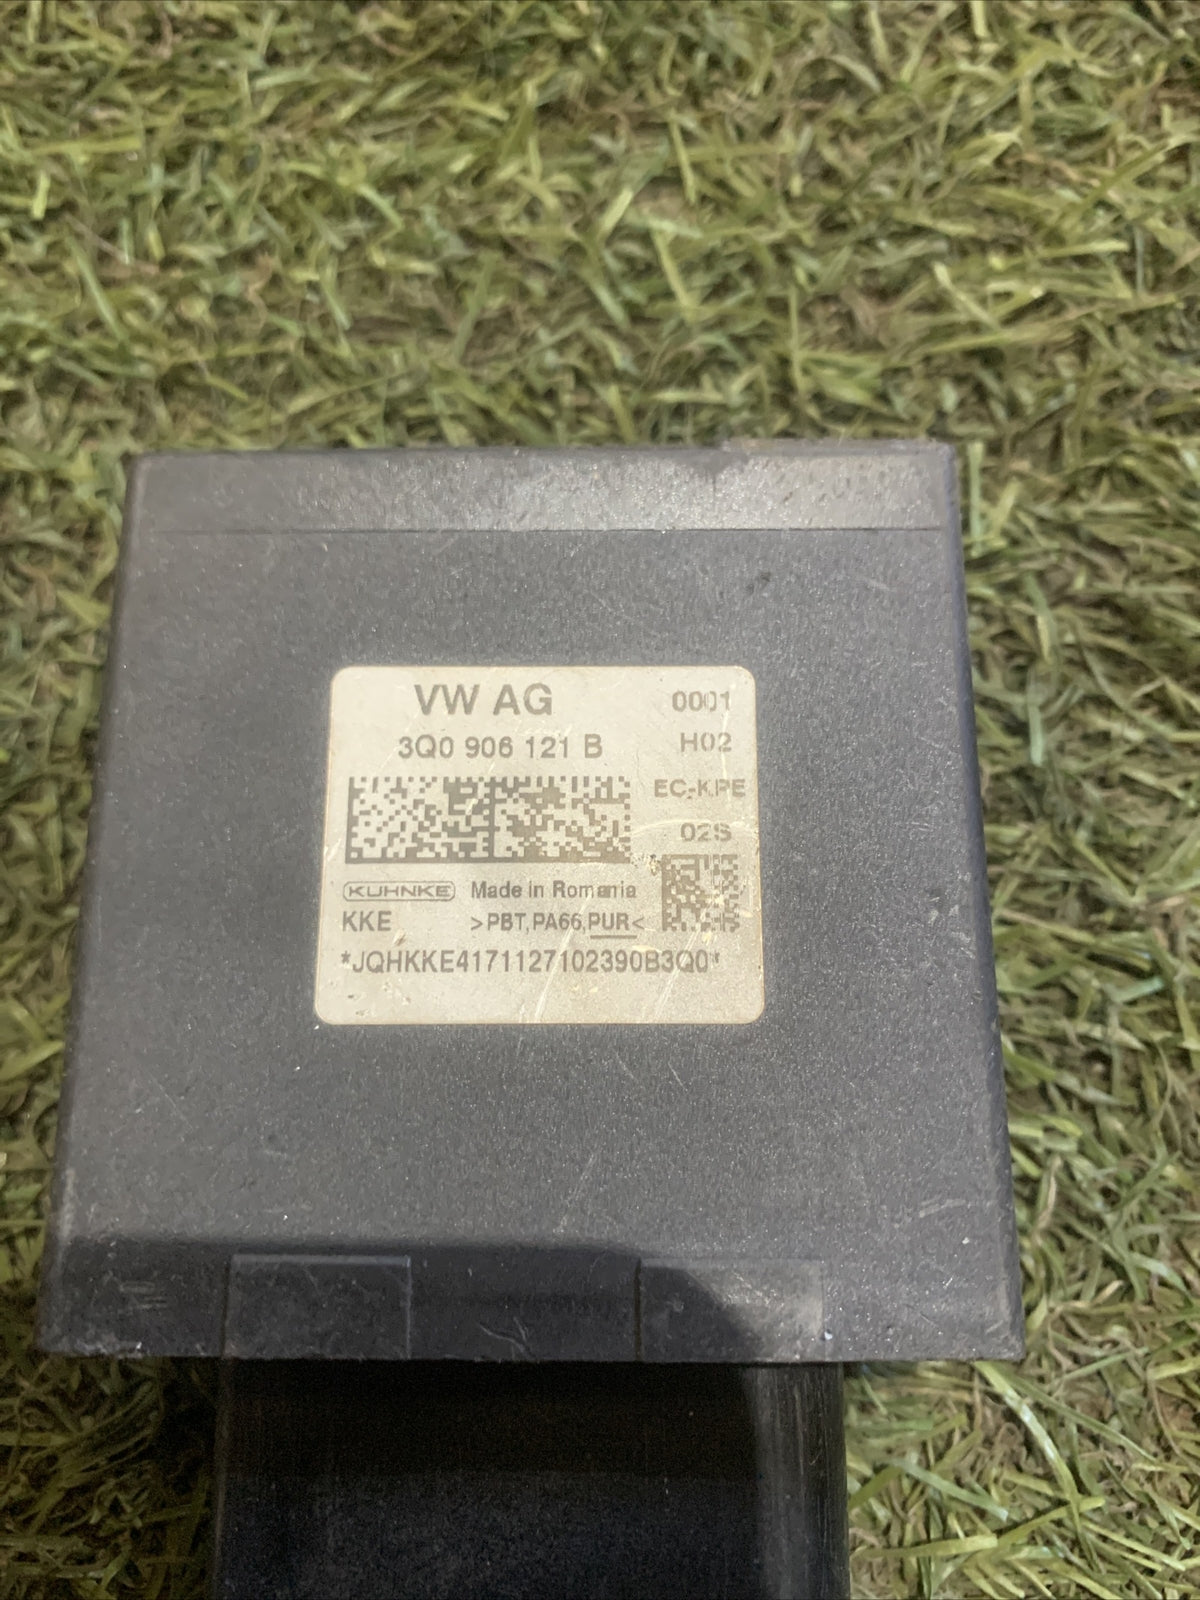 VW AG 0001
3Q0 906 121 B H02
EC-KPE
02S
KUHNKE Made in Romania
KKE >PBT,PA66,PUR<
*JQHKKE4171127102390B3Q0*